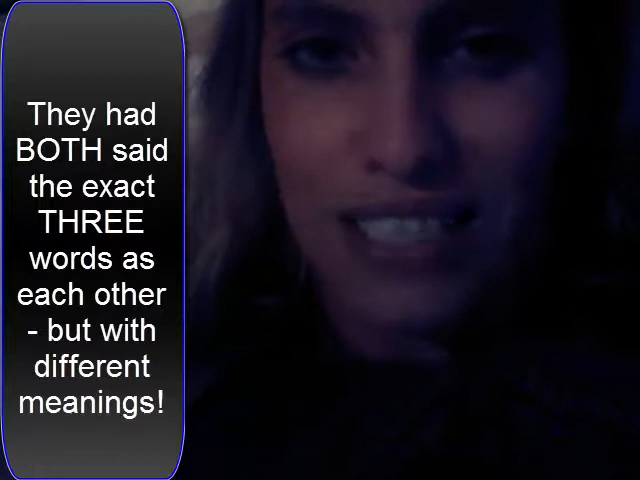 They had
BOTH said
the exact
THREE
words as
each other
- but with
different
meanings!